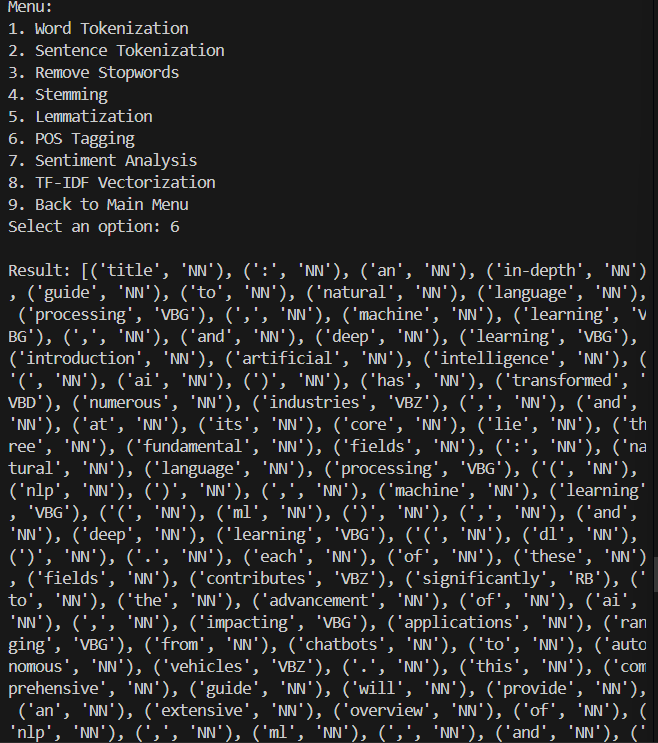 Menu:
1. Word Tokenization
2. Sentence Tokenization
3. Remove Stopwords
4. Stemming
5. Lemmatization
6. POS Tagging
7. Sentiment Analysis
8. TF-IDF Vectorization
9. Back to Main Menu
Select an option: 6
Result: [('title', 'NN'), (':', 'NN'), ('an', 'NN'), ('in-depth', 'NN')
, ('guide', 'NN'), ('to', 'NN'), ('natural', 'NN'), ('language', 'NN'),
('processing', 'VBG'), (',', 'NN'), ('machine', 'NN'), ('learning', 'V
BG'), (',', 'NN'), ('and', 'NN'), ('deep', 'NN'), ('learning', 'VBG'),
('introduction', 'NN'), ('artificial', 'NN'), ('intelligence', 'NN'), (
'(', 'NN'), ('ai', 'NN'), (')', 'NN'), ('has', 'NN'), ('transformed', '
VBD'), ('numerous', 'NN'), ('industries', 'VBZ'), (',', 'NN'), ('and',
'NN'), ('at', 'NN'), ('its', 'NN'), ('core', 'NN'), ('lie', 'NN'), ('th
ree', 'NN'), ('fundamental', 'NN'), ('fields', 'NN'), (':', 'NN'), ('na
tural', 'NN'), ('language', 'NN'), ('processing', 'VBG'), ('(', 'NN'),
('nlp', 'NN'), (')', 'NN'), (',', 'NN'), ('machine', 'NN'), ('learning'
, 'VBG'), ('(', 'NN'), ('ml', 'NN'), (')', 'NN'), (',', 'NN'), ('and',
'NN'), ('deep', 'NN'), ('learning', 'VBG'), ('(', 'NN'), ('dl', 'NN'),
(')', 'NN'), ('.', 'NN'), ('each', 'NN'), ('of', 'NN'), ('these', 'NN')
, ('fields', 'NN'), ('contributes', 'VBZ'), ('significantly', 'RB'), ('
to', 'NN'), ('the', 'NN'), ('advancement', 'NN'), ('of', 'NN'), ('ai',
'NN'), (',', 'NN'), ('impacting', 'VBG'), ('applications', 'NN'), ('ran
ging', 'VBG'), ('from', 'NN'), ('chatbots', 'NN'), ('to', 'NN'), ('auto
nomous', 'NN'), ('vehicles', 'VBZ'), ('.', 'NN'), ('this', 'NN'), ('com
prehensive', 'NN'), ('guide', 'NN'), ('will', 'NN'), ('provide', 'NN'),
('an', 'NN'), ('extensive', 'NN'), ('overview', 'NN'), ('of', 'NN'), (
'nlp', 'NN'), (',', 'NN'), ('ml', 'NN'), (',', 'NN'), ('and', 'NN'), ('